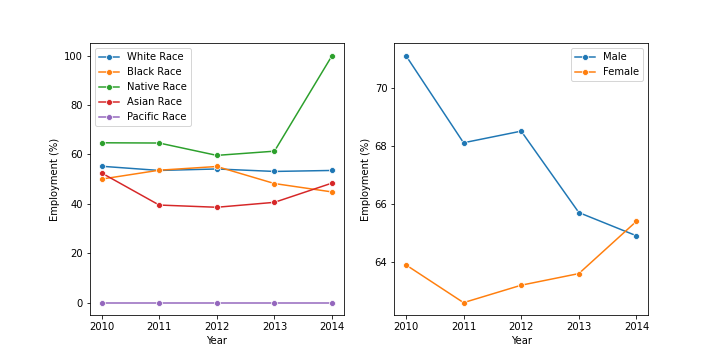 White Race
Black Race
Native Race
Asian Race
Pacific Race
100
80
60
40
20
0
Employment (%)
2010 2011 2012 2013 2014
Year
Male
Female
70
68
66
64
Employment (%)
2010 2011 2012 2013 2014
Year